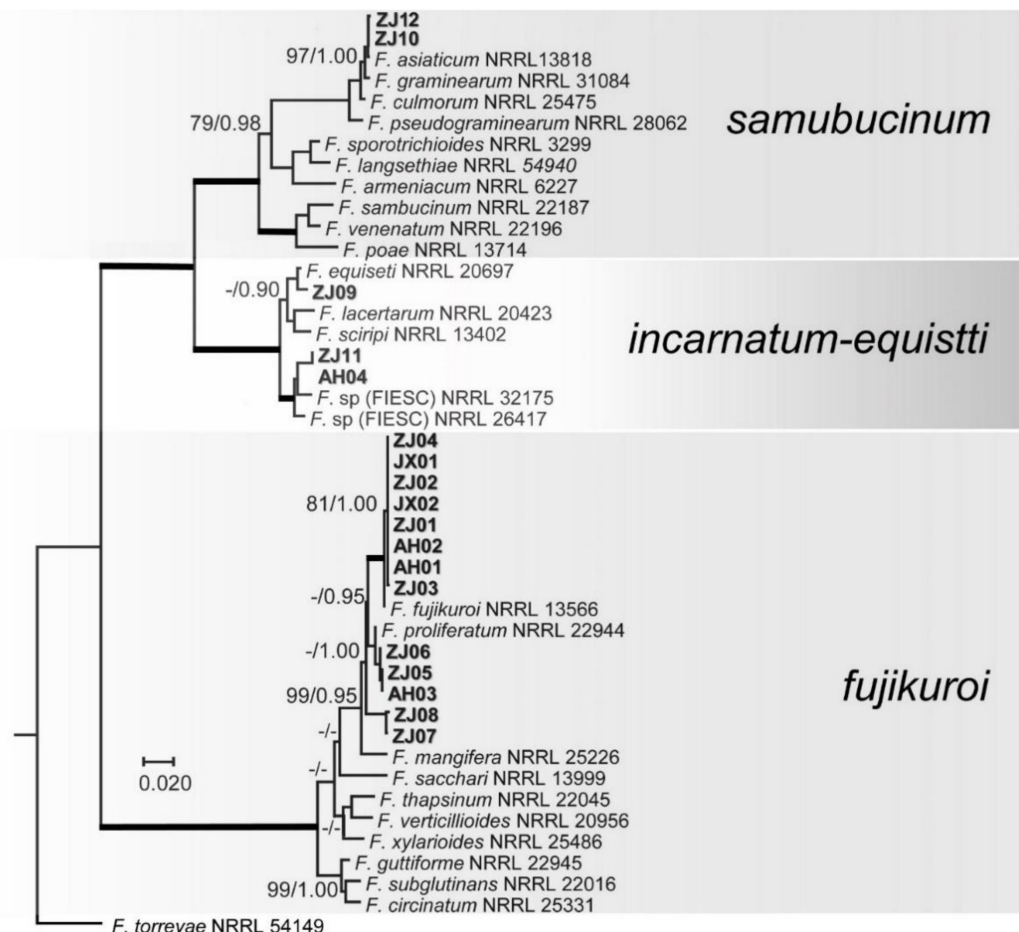 ZJ12
ZJ10
97/1.00
F. asiaticum NRRL13818
F. graminearum NRRL 31084
F. culmorum NRRL 25475
F. pseudograminearum NRRL 28062
samubucinum
79/0.98
F. sporotrichioides NRRL 3299
F. langsethiae NRRL 54940
F. armeniacum NRRL 6227
F. sambucinum NRRL 22187
F. venenatum NRRL 22196
F. poae NRRL 13714
F. equiseti NRRL 20697
-/0.90
ZJ09
F. lacertarum NRRL 20423
F. sciripi NRRL 13402
incarnatum-equistti
ZJ11
AH04
F. sp (FIESC) NRRL 32175
F. sp (FIESC) NRRL 26417
ZJ04
JX01
ZJ02
81/1.00
JX02
ZJ01
AH02
AH01
ZJ03
-/0.95
F. fujikuroi NRRL 13566
F. proliferatum NRRL 22944
-/1.00
ZJ06
ZJ05
fujikuroi
99/0.95
AH03
ZJ08
-/-
ZJ07
F. mangifera NRRL 25226
-/-
F. sacchari NRRL 13999
0.020
F. thapsinum NRRL 22045
F. verticillioides NRRL 20956
-/-
F. xylarioides NRRL 25486
F. guttiforme NRRL 22945
99/1.00
F. subglutinans NRRL 22016
F. circinatum NRRL 25331
F. torreyae NRRL 54149